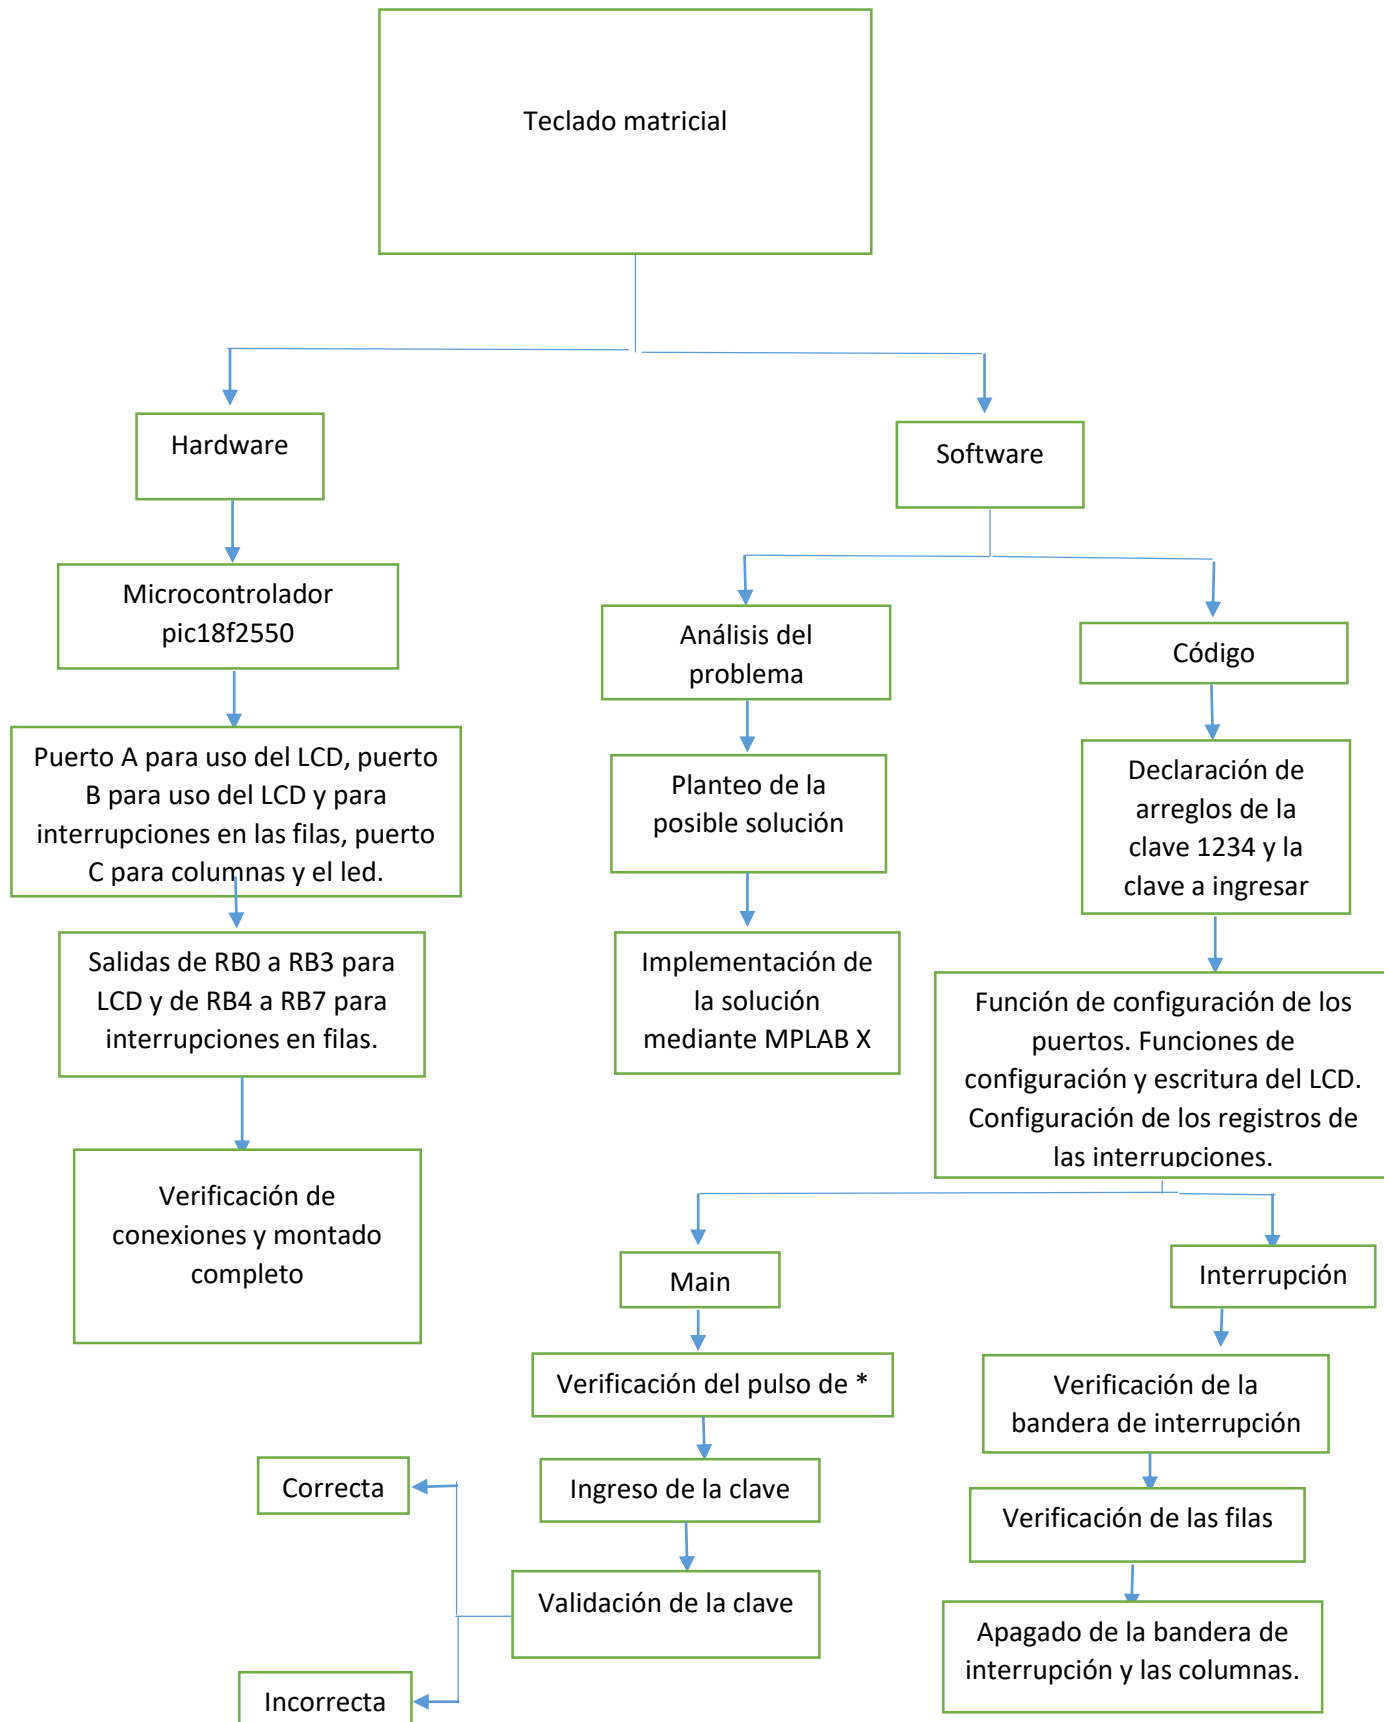 Teclado matricial
Hardware
Software
Microcontrolador
pic18f2550
Análisis del
problema
Código
Puerto A para uso del LCD, puerto
B para uso del LCD y para
interrupciones en las filas, puerto
C para columnas y el led.
Planteo de la
posible solución
Declaración de
arreglos de la
clave 1234 y la
clave a ingresar
Salidas de RB0 a RB3 para
LCD y de RB4 a RB7 para
interrupciones en filas.
Implementación de
la solución
mediante MPLAB X
Función de configuración de los
puertos. Funciones de
configuración y escritura del LCD.
Configuración de los registros de
las interrupciones.
Verificación de
conexiones y montado
completo
Main
Interrupción
Verificación del pulso de *
Verificación de la
bandera de interrupción
Correcta
Ingreso de la clave
Verificación de las filas
Validación de la clave
Apagado de la bandera de
interrupción y las columnas.
Incorrecta